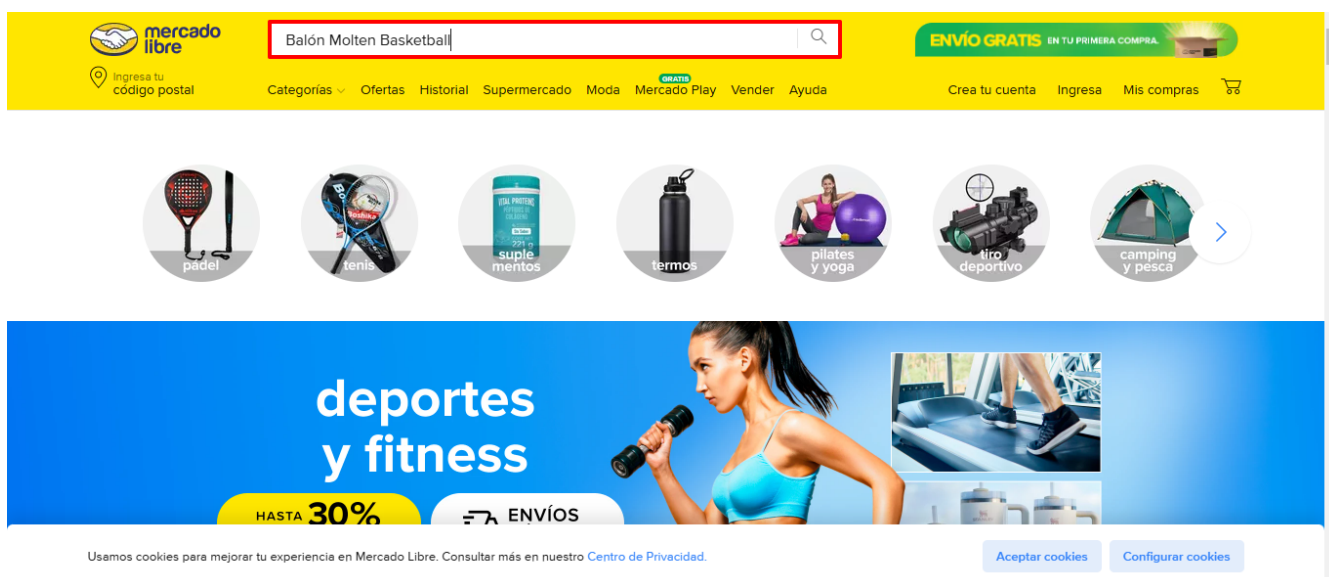 mercado
libre
Balón Molten Basketball
ENVÍO GRATIS EN TU PRIMERA COMPRA.
Ingresa tu
código postal
Categorías Ofertas Historial Supermercado Moda Mercado Play Vender Ayuda
GRATIS
Crea tu cuenta Ingresa Mis compras
VITAL PROTEINS
221 g
pádel
tenis
suple
mentos
termos
pilates
y yoga
tiro
deportivo
camping
y pesca
deportes
y fitness
HASTA 30%
ENVÍOS
Usamos cookies para mejorar tu experiencia en Mercado Libre. Consultar más en nuestro Centro de Privacidad.
Aceptar cookies
Configurar cookies